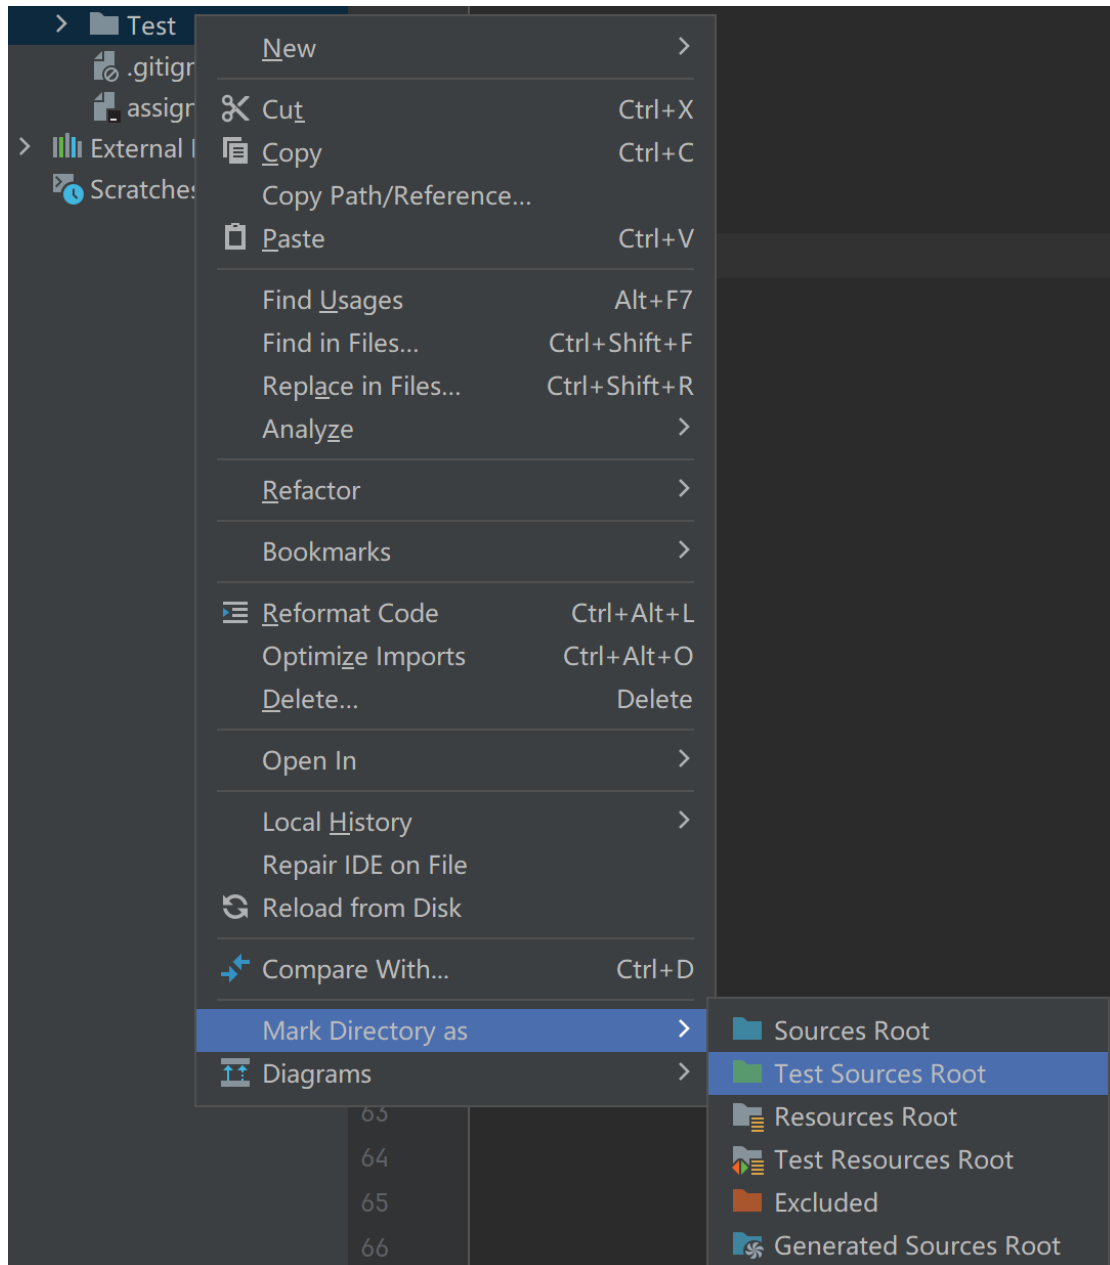 Test
.gitigr
assigr
External
Scratches
New
Cut Ctrl+X
Copy Ctrl+C
Copy Path/Reference...
Paste Ctrl+V
Find Usages Alt+F7
Find in Files... Ctrl+Shift+F
Replace in Files... Ctrl+Shift+R
Analyze
Refactor
Bookmarks
Reformat Code Ctrl+Alt+L
Optimize Imports Ctrl+Alt+O
Delete... Delete
Open In
Local History
Repair IDE on File
Reload from Disk
Compare With... Ctrl+D
Mark Directory as
Diagrams
Sources Root
Test Sources Root
Resources Root
Test Resources Root
Excluded
Generated Sources Root
63
64
65
66